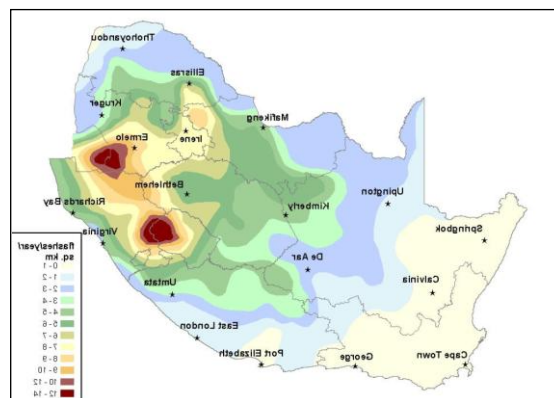 Thohoyandou
Ellisras
Kruger
Mafikeng
Irene
Ermelo
Bethlehem
Upington
Richards Bay
Kimberly
Springbok
Virginia
De Aar
Calvinia
Umtata
East London
Port Elizabeth
George
Cape Town
flashes/year/
sq. km
0 - 1
1 - 2
2 - 3
3 - 4
4 - 5
5 - 6
6 - 7
7 - 8
8 - 9
9 - 10
10 - 12
12 - 14